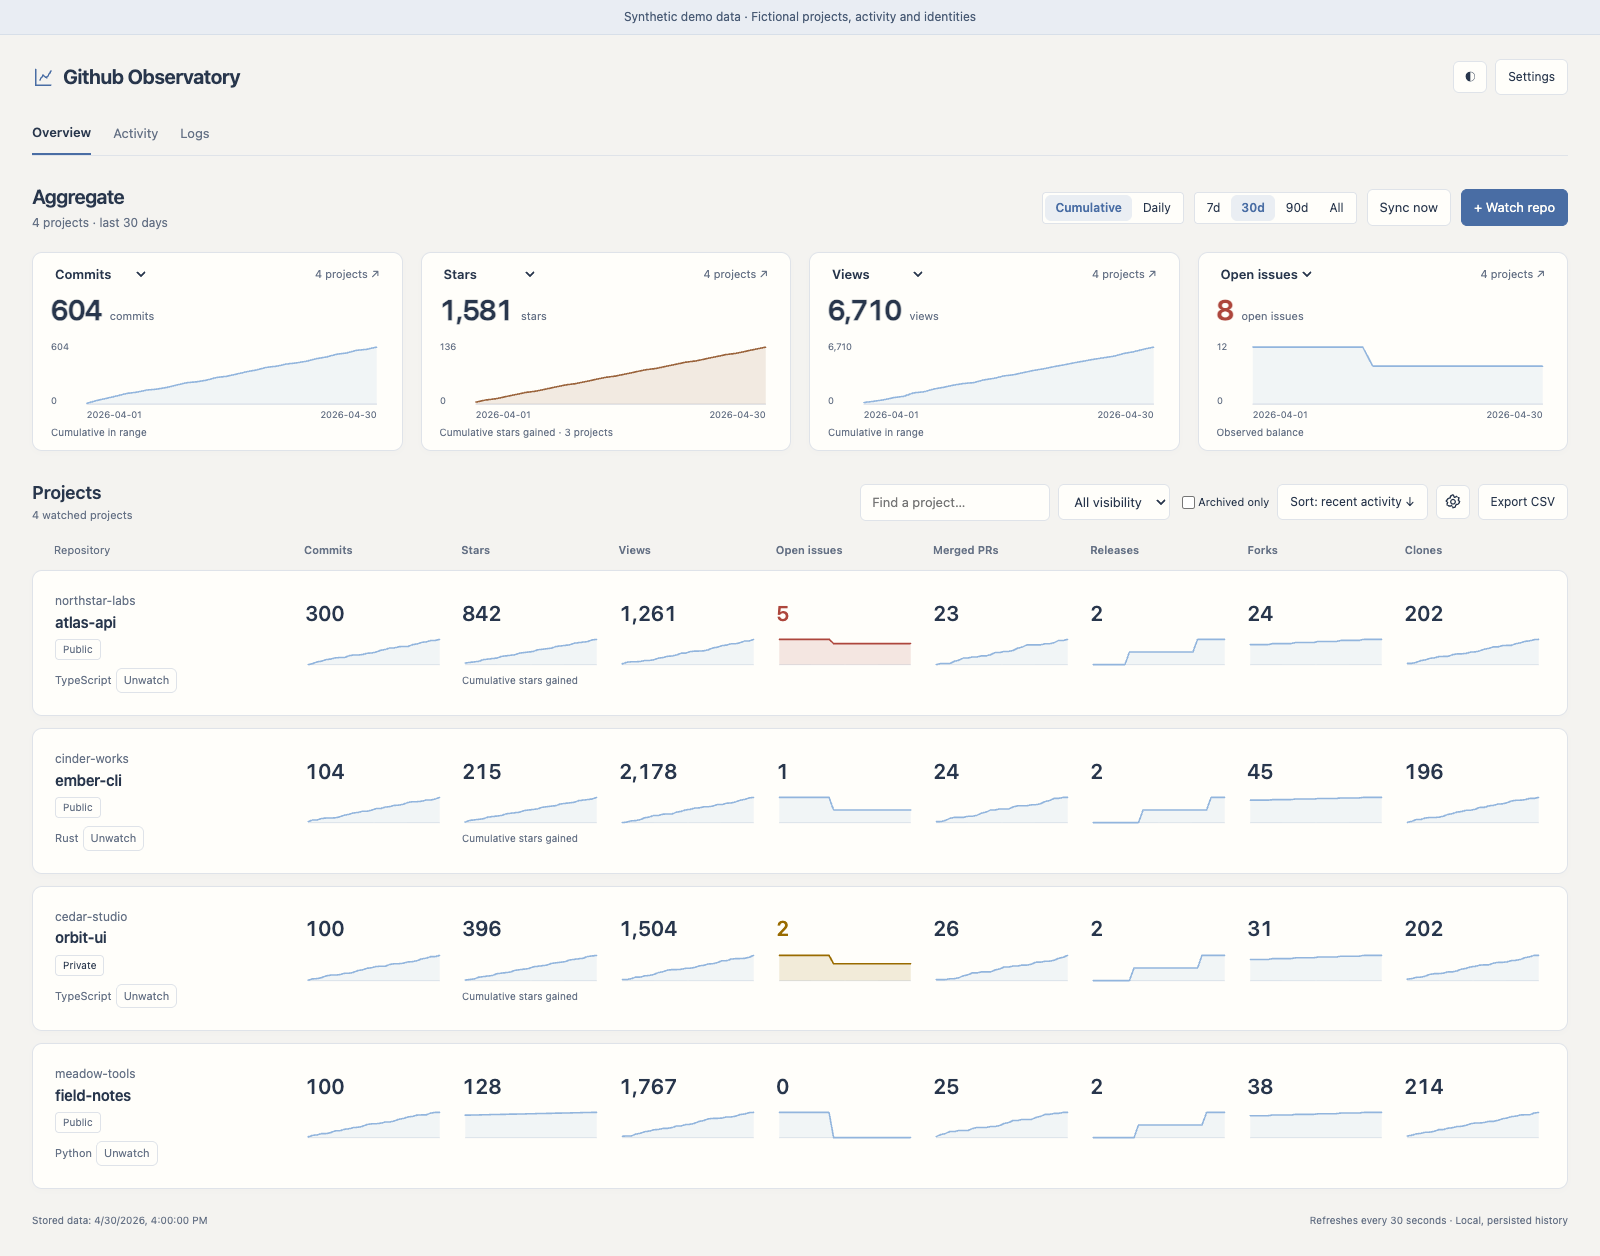 Synthetic demo data · Fictional projects, activity and identities
Github Observatory
Settings
Overview Activity Logs
Aggregate
4 projects · last 30 days
Cumulative Daily 7d 30d 90d All Sync now + Watch repo
Commits 4 projects ↗
604 commits
604
0
2026-04-01 2026-04-30
Cumulative in range
Stars 4 projects ↗
1,581 stars
136
0
2026-04-01 2026-04-30
Cumulative stars gained · 3 projects
Views 4 projects ↗
6,710 views
6,710
0
2026-04-01 2026-04-30
Cumulative in range
Open issues 4 projects ↗
8 open issues
12
0
2026-04-01 2026-04-30
Observed balance
Projects
4 watched projects
Find a project... All visibility Archived only Sort: recent activity ↓ Export CSV
Repository Commits Stars Views Open issues Merged PRs Releases Forks Clones
northstar-labs
atlas-api
Public
TypeScript Unwatch
300 842 1,261 5 23 2 24 202
Cumulative stars gained
cinder-works
ember-cli
Public
Rust Unwatch
104 215 2,178 1 24 2 45 196
Cumulative stars gained
cedar-studio
orbit-ui
Private
TypeScript Unwatch
100 396 1,504 2 26 2 31 202
Cumulative stars gained
meadow-tools
field-notes
Public
Python Unwatch
100 128 1,767 0 25 2 38 214
Stored data: 4/30/2026, 4:00:00 PM
Refreshes every 30 seconds · Local, persisted history